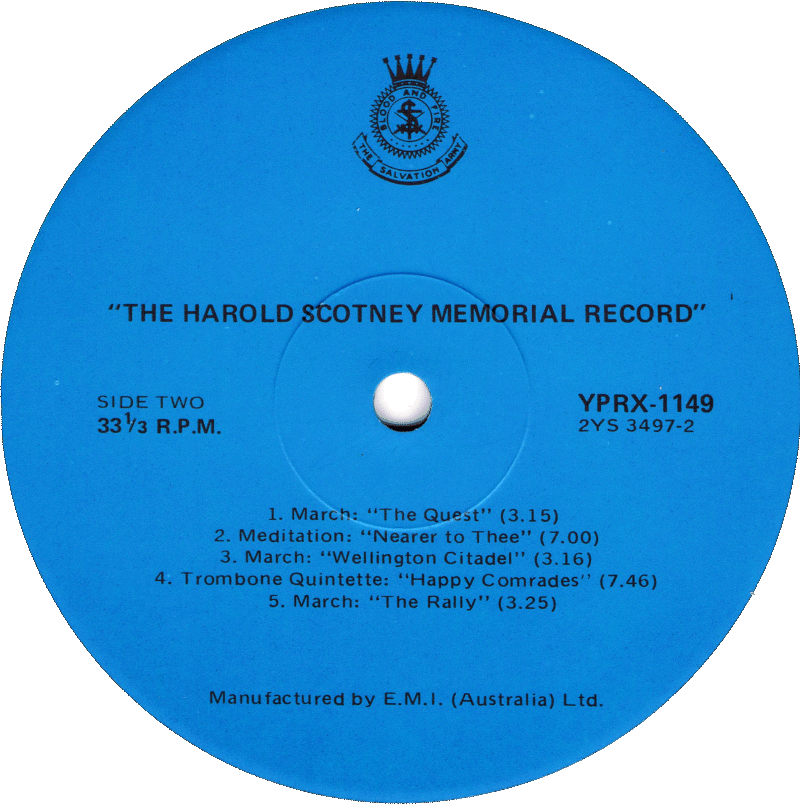 BLOOD AND FIRE
THE SALVATION ARMY
"THE HAROLD SCOTNEY MEMORIAL RECORD"
SIDE TWO
33⅓ R.P.M.
YPRX-1149
2YS 3497-2
1. March: "The Quest" (3.15)
2. Meditation: "Nearer to Thee" (7.00)
3. March: "Wellington Citadel" (3.16)
4. Trombone Quintette: "Happy Comrades" (7.46)
5. March: "The Rally" (3.25)
Manufactured by E.M.I. (Australia) Ltd.